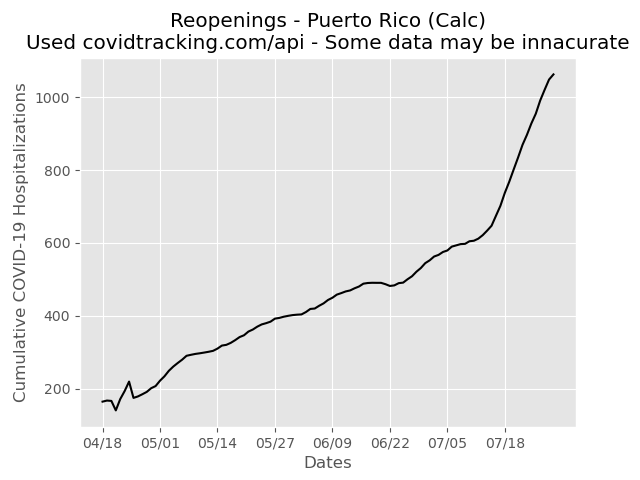 Reopenings - Puerto Rico (Calc)
Used covidtracking.com/api - Some data may be innacurate
Cumulative COVID-19 Hospitalizations
1000
800
600
400
200
04/18 05/01 05/14 05/27 06/09 06/22 07/05 07/18
Dates